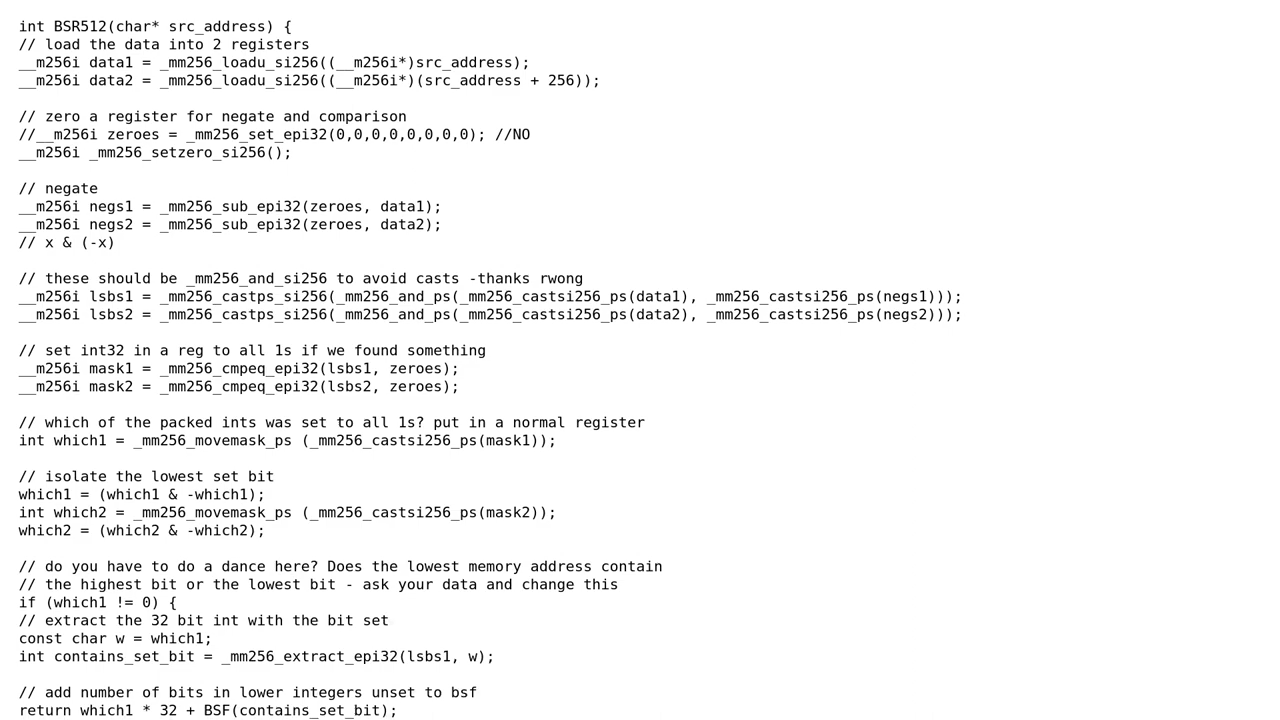 int BSR512(char* src_address) {
// load the data into 2 registers
__m256i data1 = _mm256_loadu_si256((__m256i*)src_address);
__m256i data2 = _mm256_loadu_si256((__m256i*)(src_address + 256));
// zero a register for negate and comparison
//__m256i zeroes = _mm256_set_epi32(0,0,0,0,0,0,0,0); //NO
__m256i _mm256_setzero_si256();
// negate
__m256i negs1 = _mm256_sub_epi32(zeroes, data1);
__m256i negs2 = _mm256_sub_epi32(zeroes, data2);
// x & (-x)
// these should be _mm256_and_si256 to avoid casts -thanks rwong
__m256i lsbs1 = _mm256_castps_si256(_mm256_and_ps(_mm256_castsi256_ps(data1), _mm256_castsi256_ps(negs1)));
__m256i lsbs2 = _mm256_castps_si256(_mm256_and_ps(_mm256_castsi256_ps(data2), _mm256_castsi256_ps(negs2)));
// set int32 in a reg to all 1s if we found something
__m256i mask1 = _mm256_cmpeq_epi32(lsbs1, zeroes);
__m256i mask2 = _mm256_cmpeq_epi32(lsbs2, zeroes);
// which of the packed ints was set to all 1s? put in a normal register
int which1 = _mm256_movemask_ps (_mm256_castsi256_ps(mask1));
// isolate the lowest set bit
which1 = (which1 & -which1);
int which2 = _mm256_movemask_ps (_mm256_castsi256_ps(mask2));
which2 = (which2 & -which2);
// do you have to do a dance here? Does the lowest memory address contain
// the highest bit or the lowest bit - ask your data and change this
if (which1 != 0) {
// extract the 32 bit int with the bit set
const char w = which1;
int contains_set_bit = _mm256_extract_epi32(lsbs1, w);
// add number of bits in lower integers unset to bsf
return which1 * 32 + BSF(contains_set_bit);